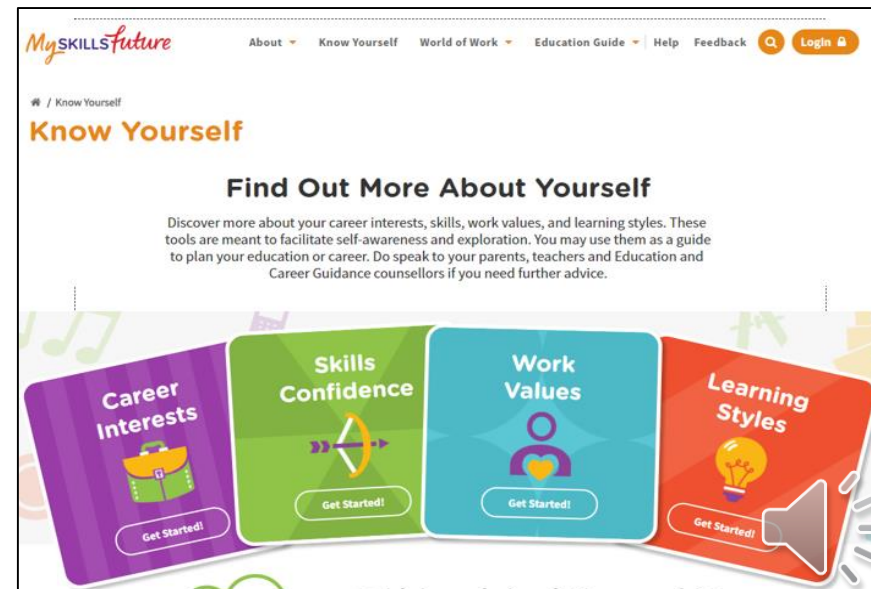 MySKILLSfuture
About
Know Yourself
World of Work
Education Guide
Help
Feedback
Login
/ Know Yourself
Know Yourself
Find Out More About Yourself
Discover more about your career interests, skills, work values, and learning styles. These
tools are meant to facilitate self-awareness and exploration. You may use them as a guide
to plan your education or career. Do speak to your parents, teachers and Education and
Career Guidance counsellors if you need further advice.
Career
Interests
Get Started!
Skills
Confidence
Get Started!
Work
Values
Get Started!
Learning
Styles
Get Started!